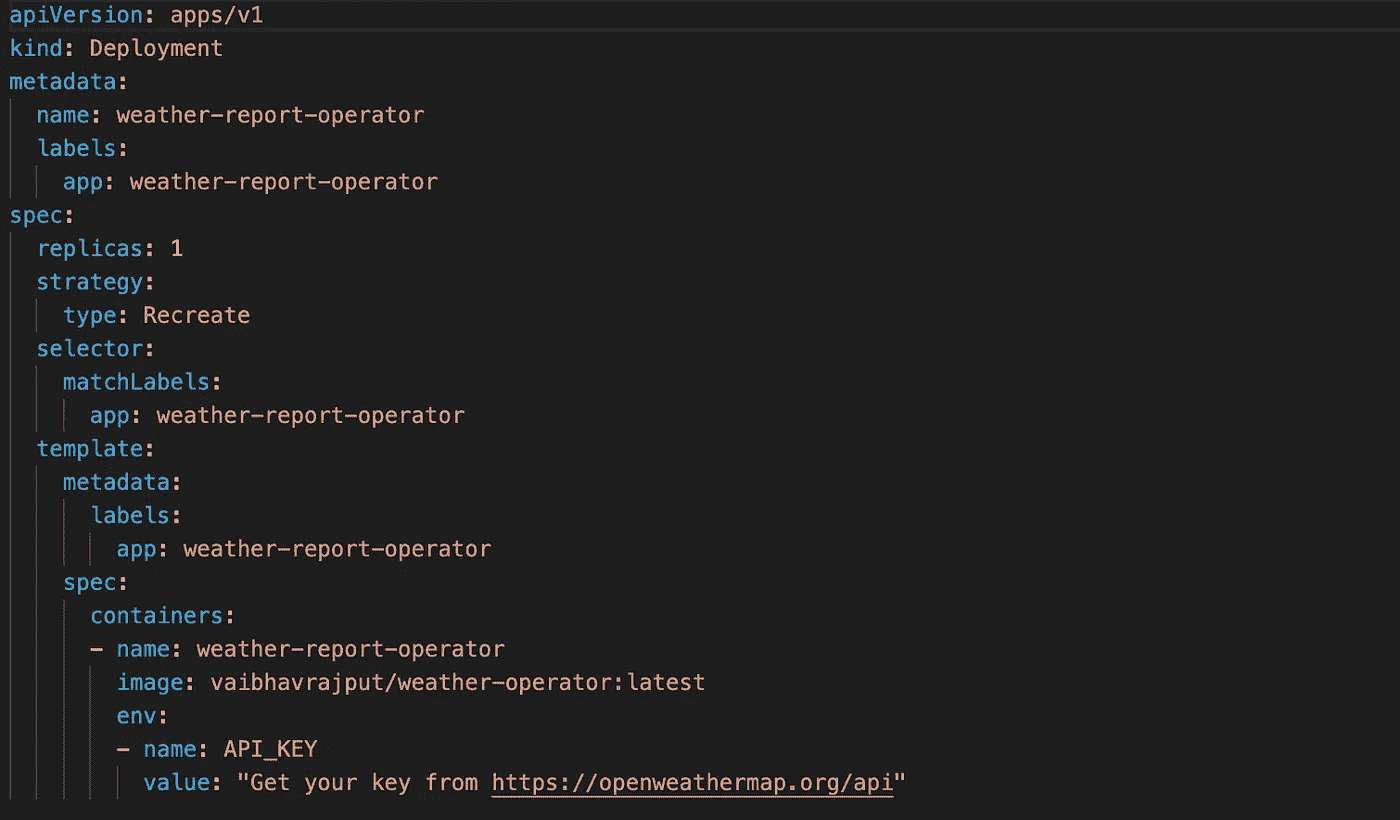 apiVersion: apps/v1
kind: Deployment
metadata:
  name: weather-report-operator
  labels:
    app: weather-report-operator
spec:
  replicas: 1
  strategy:
    type: Recreate
  selector:
    matchLabels:
      app: weather-report-operator
  template:
    metadata:
      labels:
        app: weather-report-operator
    spec:
      containers:
      - name: weather-report-operator
        image: vaibhavrajput/weather-operator:latest
        env:
        - name: API_KEY
          value: "Get your key from https://openweathermap.org/api"